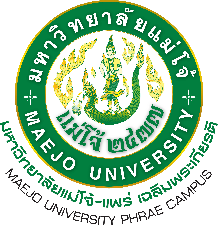 มหาวิทยาลัยแม่โจ้
แม่โจ้ ๒๔๗๗
MAEJO UNIVERSITY
มหาวิทยาลัยแม่โจ้-แพร่ เฉลิมพระเกียรติ
MAEJO UNIVERSITY PHRAE CAMPUS